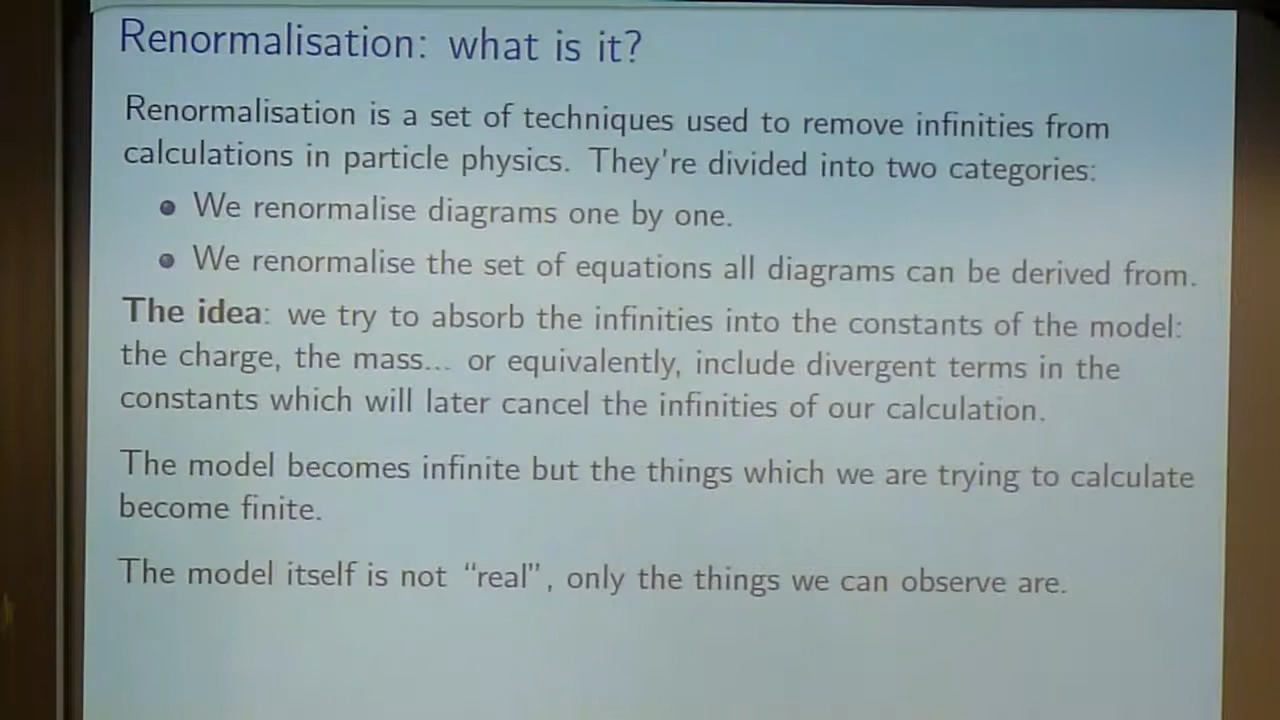 Renormalisation: what is it?
Renormalisation is a set of techniques used to remove infinities from
calculations in particle physics. They're divided into two categories:
We renormalise diagrams one by one.
We renormalise the set of equations all diagrams can be derived from.
The idea: we try to absorb the infinities into the constants of the model:
the charge, the mass... or equivalently, include divergent terms in the
constants which will later cancel the infinities of our calculation.
The model becomes infinite but the things which we are trying to calculate
become finite.
The model itself is not “real”, only the things we can observe are.